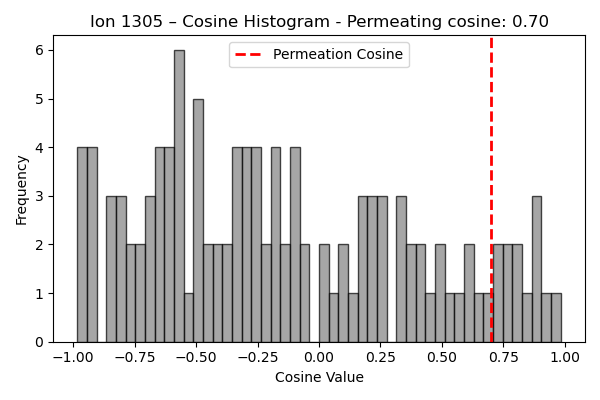 Ion 1305 – Cosine Histogram - Permeating cosine: 0.70
Permeation Cosine
Frequency
6
5
4
3
2
1
0
−1.00 −0.75 −0.50 −0.25 0.00 0.25 0.50 0.75 1.00
Cosine Value